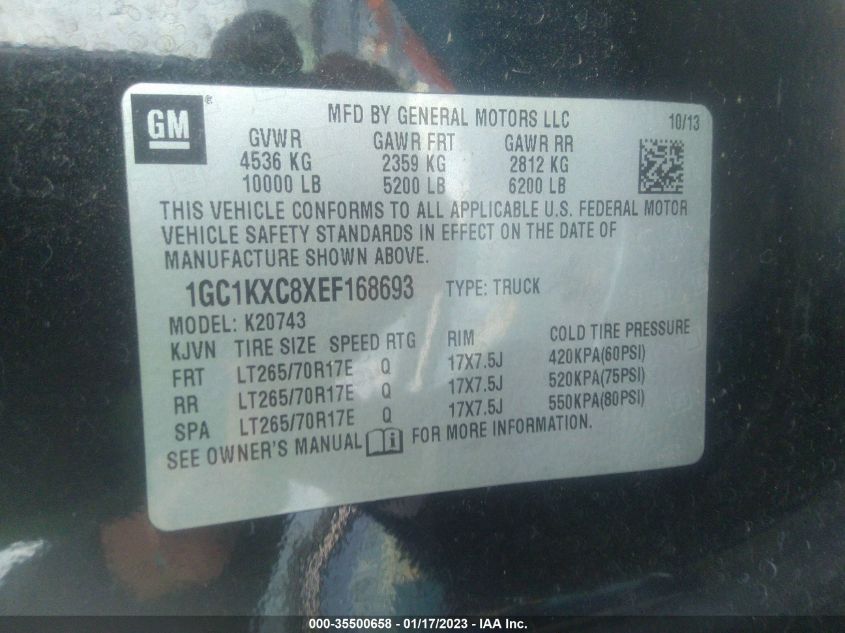 GM®
MFD BY GENERAL MOTORS LLC
10/13
GVWR GAWR FRT GAWR RR
4536 KG 2359 KG 2812 KG
10000 LB 5200 LB 6200 LB
THIS VEHICLE CONFORMS TO ALL APPLICABLE U.S. FEDERAL MOTOR
VEHICLE SAFETY STANDARDS IN EFFECT ON THE DATE OF
MANUFACTURE SHOWN ABOVE.
1GC1KXC8XEF168693 TYPE: TRUCK
MODEL: K20743
KJVN TIRE SIZE SPEED RTG RIM COLD TIRE PRESSURE
FRT LT265/70R17E Q 17X7.5J 420KPA(60PSI)
RR LT265/70R17E Q 17X7.5J 520KPA(75PSI)
SPA LT265/70R17E Q 17X7.5J 550KPA(80PSI)
SEE OWNER'S MANUAL FOR MORE INFORMATION.
000-35500658 - 01/17/2023 - IAA Inc.